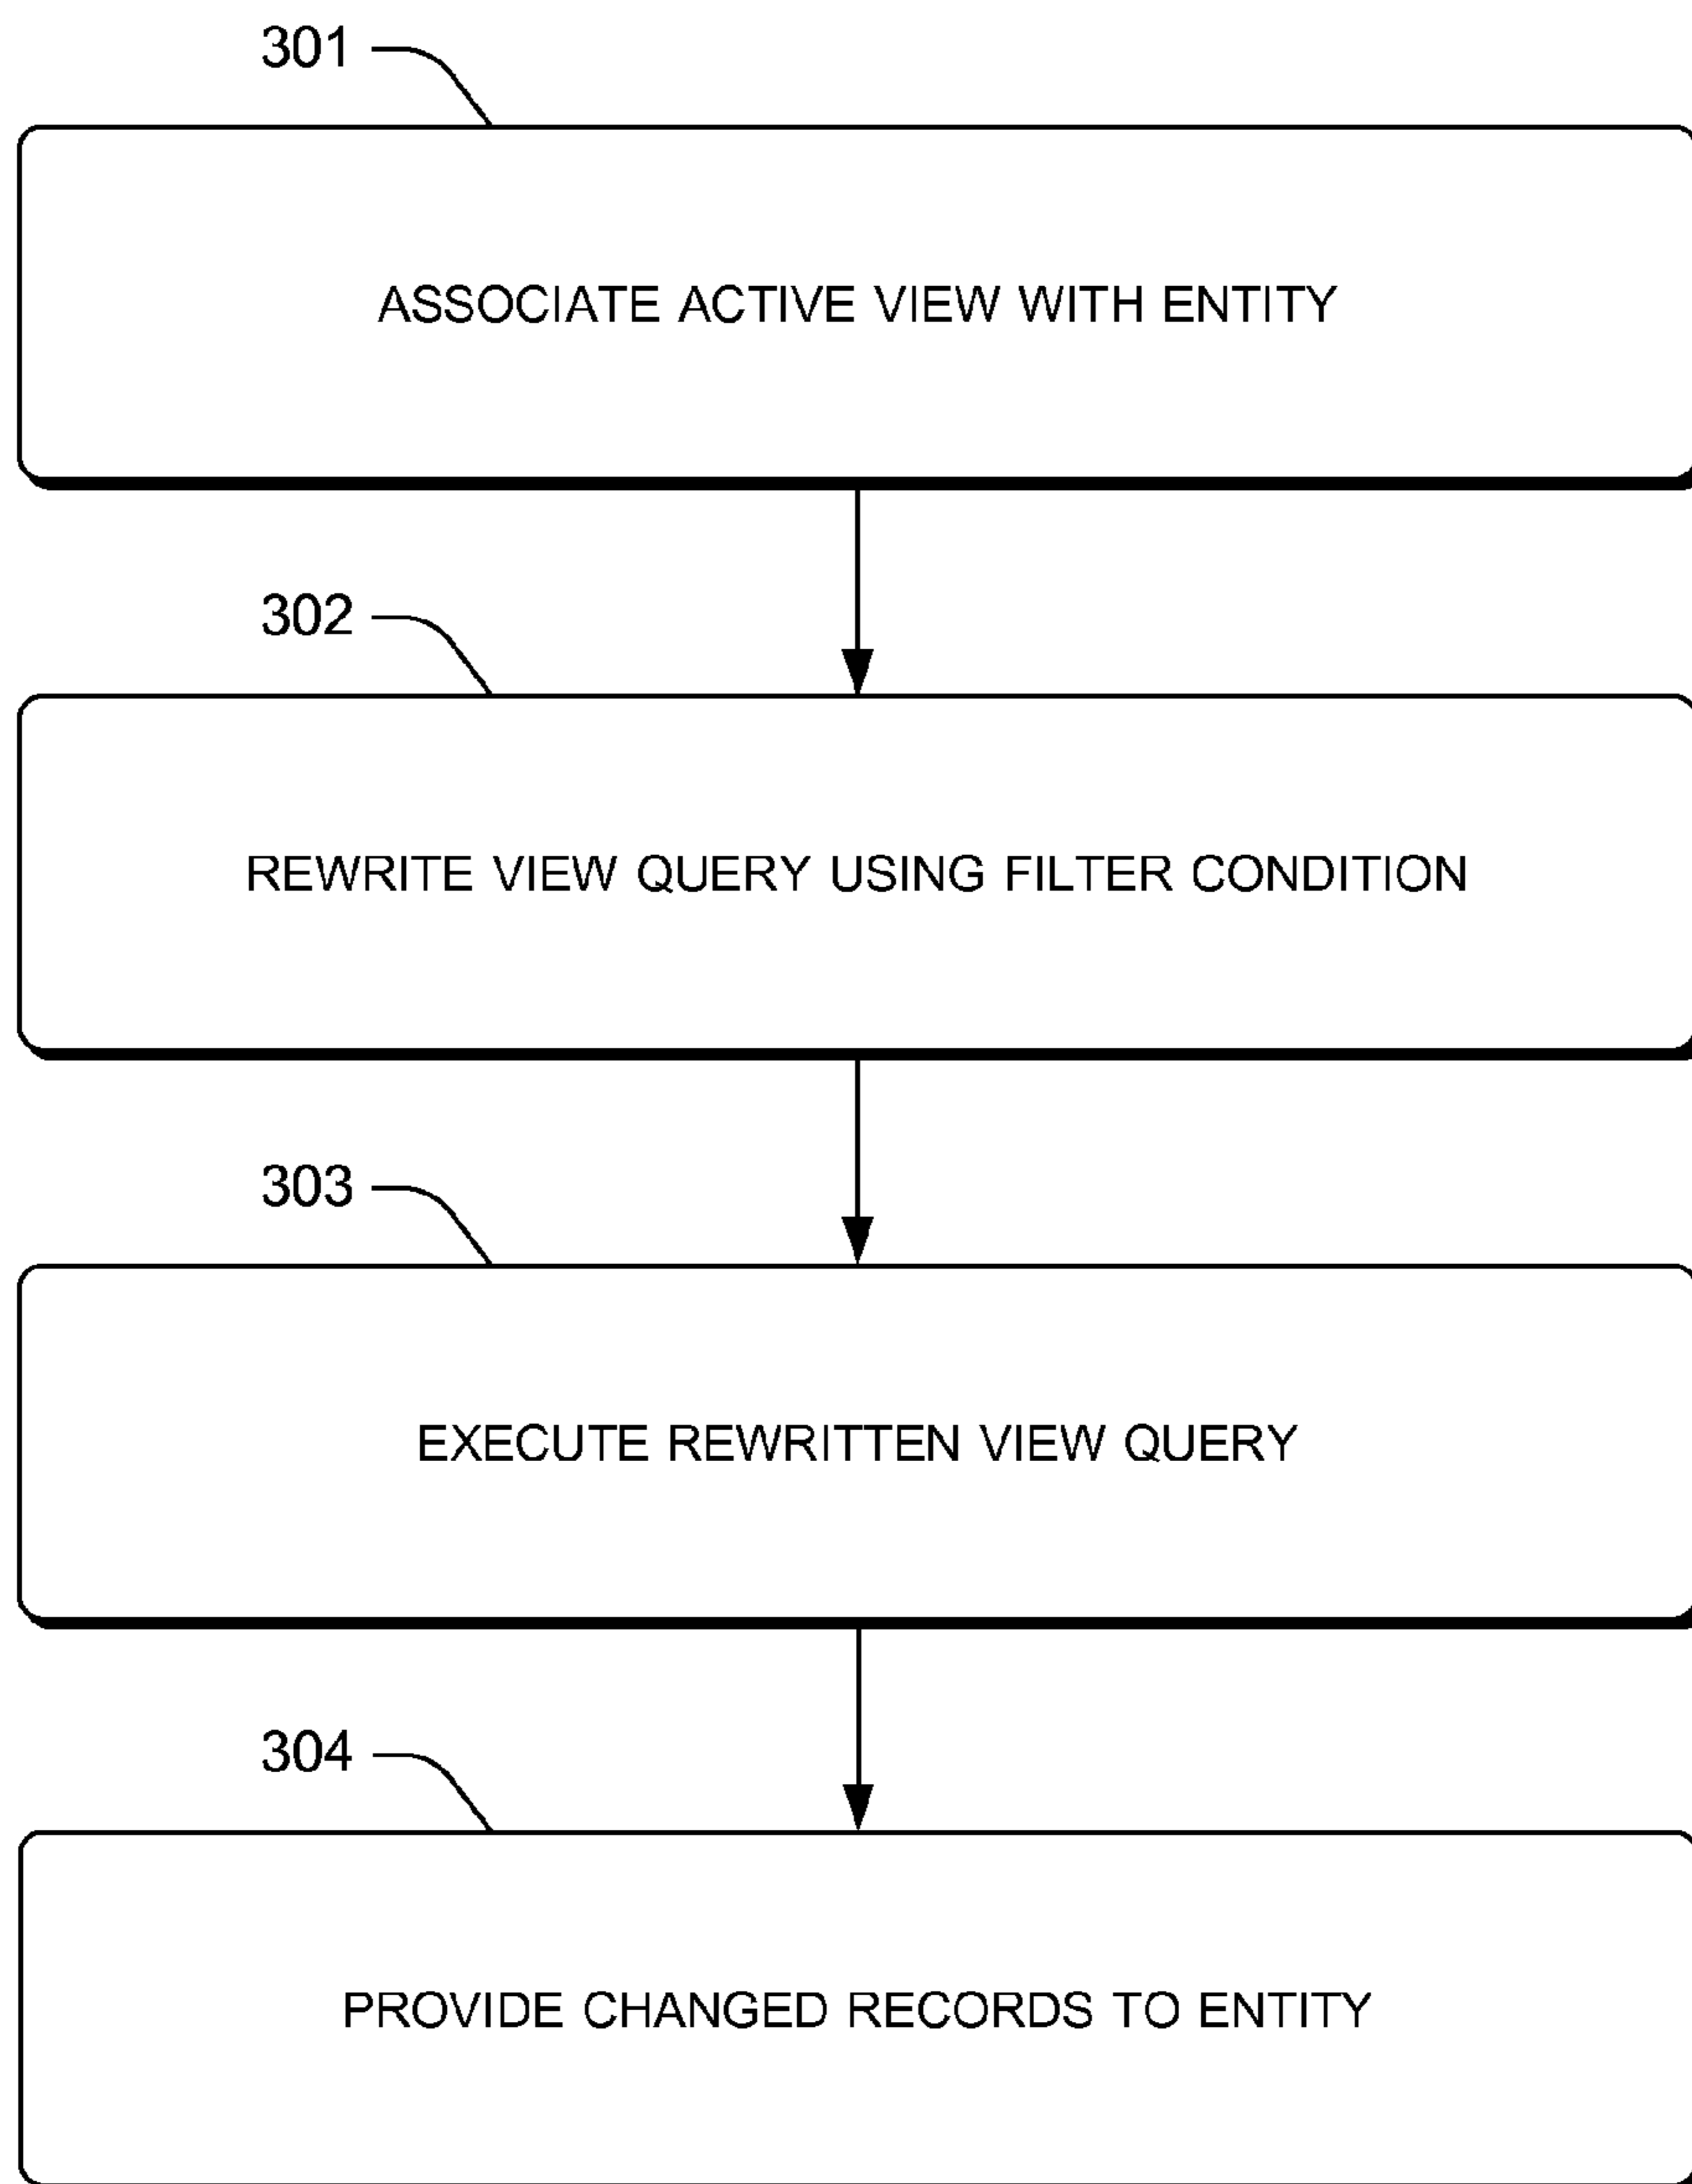 301
ASSOCIATE ACTIVE VIEW WITH ENTITY
302
REWRITE VIEW QUERY USING FILTER CONDITION
303
EXECUTE REWRITTEN VIEW QUERY
304
PROVIDE CHANGED RECORDS TO ENTITY